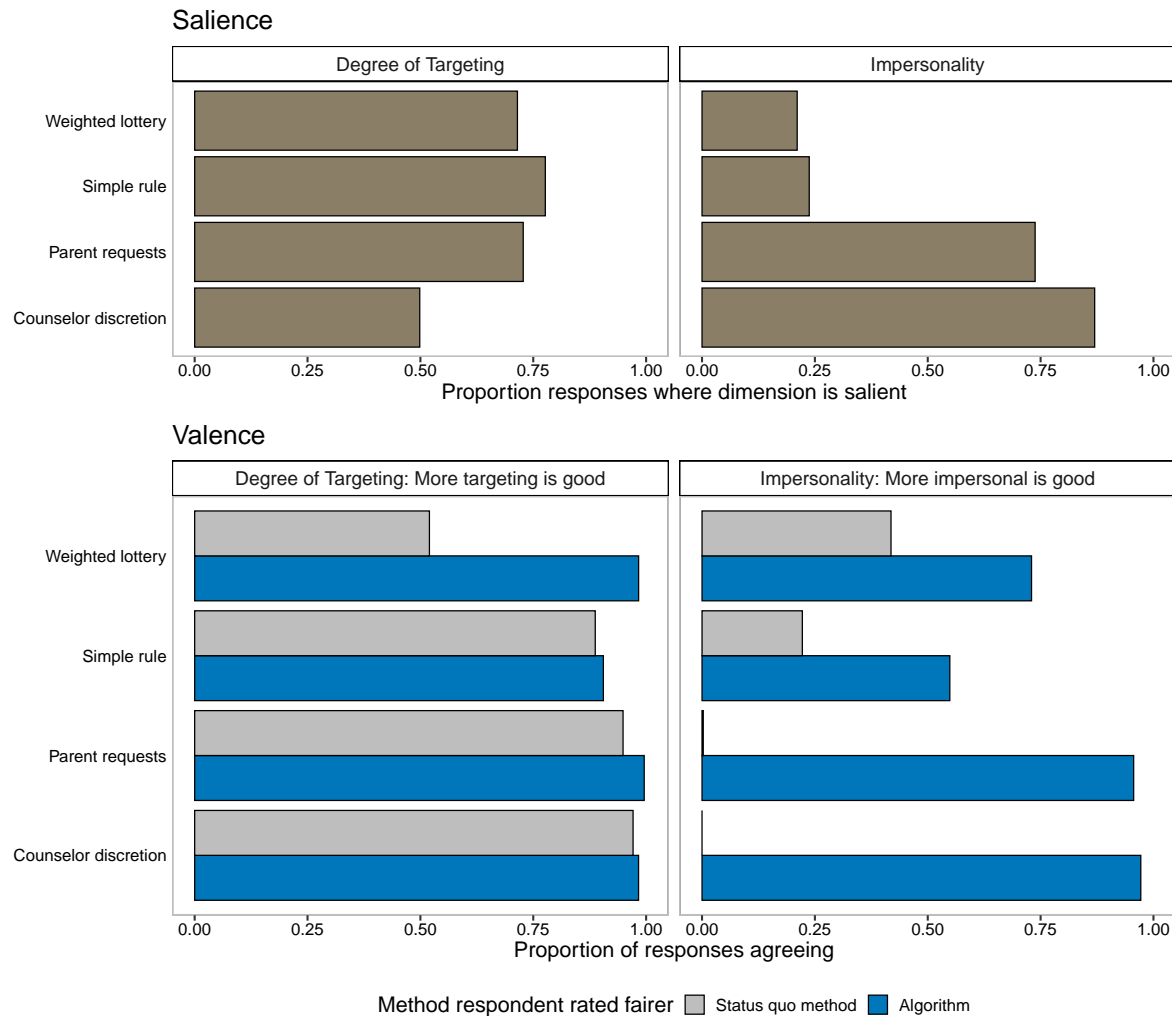 Salience
Degree of Targeting
Impersonality
Weighted lottery
Simple rule
Parent requests
Counselor discretion
0.00 0.25 0.50 0.75 1.00 0.00 0.25 0.50 0.75 1.00
Proportion responses where dimension is salient
Valence
Degree of Targeting: More targeting is good
Impersonality: More impersonal is good
Weighted lottery
Simple rule
Parent requests
Counselor discretion
0.00 0.25 0.50 0.75 1.00 0.00 0.25 0.50 0.75 1.00
Proportion of responses agreeing
Method respondent rated fairer Status quo method Algorithm